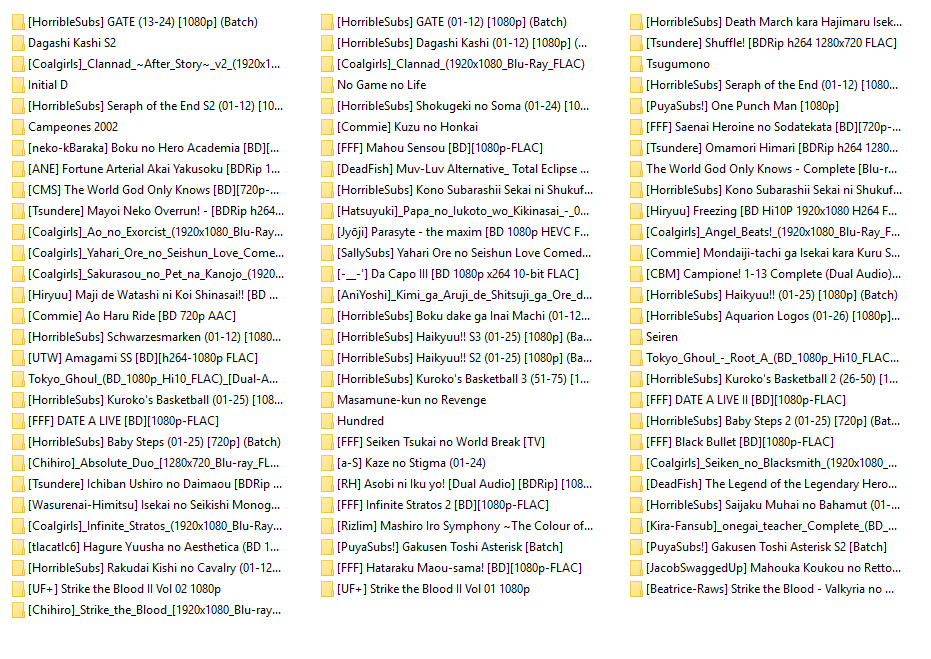 [HorribleSubs] GATE (13-24) [1080p] (Batch)
[HorribleSubs] GATE (01-12) [1080p] (Batch)
[HorribleSubs] Death March kara Hajimaru Isek...
Dagashi Kashi S2
[HorribleSubs] Dagashi Kashi (01-12) [1080p] (...
[Tsundere] Shuffle! [BDRip h264 1280x720 FLAC]
[Coalgirls]_Clannad_~After_Story~_v2_(1920x1...
[Coalgirls]_Clannad_(1920x1080_Blu-Ray_FLAC)
Tsugumono
Initial D
No Game no Life
[HorribleSubs] Seraph of the End (01-12) [1080...
[HorribleSubs] Seraph of the End S2 (01-12) [10...
[HorribleSubs] Shokugeki no Soma (01-24) [10...
[PuyaSubs!] One Punch Man [1080p]
Campeones 2002
[Commie] Kuzu no Honkai
[FFF] Saenai Heroine no Sodatekata [BD][720p-...
[neko-kBaraka] Boku no Hero Academia [BD][...
[FFF] Mahou Sensou [BD][1080p-FLAC]
[Tsundere] Omamori Himari [BDRip h264 1280...
[ANE] Fortune Arterial Akai Yakusoku [BDRip 1...
[DeadFish] Muv-Luv Alternative_ Total Eclipse ...
The World God Only Knows - Complete [Blu-r...
[CMS] The World God Only Knows [BD][720p-...
[HorribleSubs] Kono Subarashii Sekai ni Shukuf...
[HorribleSubs] Kono Subarashii Sekai ni Shukuf...
[Tsundere] Mayoi Neko Overrun! - [BDRip h264...
[Hatsuyuki]_Papa_no_Iukoto_wo_Kikinasai_-_0...
[Hiryuu] Freezing [BD Hi10P 1920x1080 H264 F...
[Coalgirls]_Ao_no_Exorcist_(1920x1080_Blu-Ray...
[Jyōji] Parasyte - the maxim [BD 1080p HEVC F...
[Coalgirls]_Angel_Beats!_(1920x1080_Blu-Ray_F...
[Coalgirls]_Yahari_Ore_no_Seishun_Love_Come...
[SallySubs] Yahari Ore no Seishun Love Comed...
[Commie] Mondaiji-tachi ga Isekai kara Kuru S...
[Coalgirls]_Sakurasou_no_Pet_na_Kanojo_(1920...
[-__-'] Da Capo III [BD 1080p x264 10-bit FLAC]
[CBM] Campione! 1-13 Complete (Dual Audio)...
[Hiryuu] Maji de Watashi ni Koi Shinasai!! [BD ...
[AniYoshi]_Kimi_ga_Aruji_de_Shitsuji_ga_Ore_d...
[HorribleSubs] Haikyuu!! (01-25) [1080p] (Batch)
[Commie] Ao Haru Ride [BD 720p AAC]
[HorribleSubs] Boku dake ga Inai Machi (01-12...
[HorribleSubs] Aquarion Logos (01-26) [1080p]...
[HorribleSubs] Schwarzesmarken (01-12) [1080...
[HorribleSubs] Haikyuu!! S3 (01-25) [1080p] (Ba...
Seiren
[UTW] Amagami SS [BD][h264-1080p FLAC]
[HorribleSubs] Haikyuu!! S2 (01-25) [1080p] (Ba...
Tokyo_Ghoul_-_Root_A_(BD_1080p_Hi10_FLAC...
Tokyo_Ghoul_(BD_1080p_Hi10_FLAC)_[Dual-A...
[HorribleSubs] Kuroko's Basketball 3 (51-75) [1...
[HorribleSubs] Kuroko's Basketball 2 (26-50) [1...
[HorribleSubs] Kuroko's Basketball (01-25) [108...
Masamune-kun no Revenge
[FFF] DATE A LIVE II [BD][1080p-FLAC]
[FFF] DATE A LIVE [BD][1080p-FLAC]
Hundred
[HorribleSubs] Baby Steps 2 (01-25) [720p] (Bat...
[HorribleSubs] Baby Steps (01-25) [720p] (Batch)
[FFF] Seiken Tsukai no World Break [TV]
[FFF] Black Bullet [BD][1080p-FLAC]
[Chihiro]_Absolute_Duo_[1280x720_Blu-ray_FL...
[a-S] Kaze no Stigma (01-24)
[Coalgirls]_Seiken_no_Blacksmith_(1920x1080_...
[Tsundere] Ichiban Ushiro no Daimaou [BDRip ...
[RH] Asobi ni Iku yo! [Dual Audio] [BDRip] [108...
[DeadFish] The Legend of the Legendary Hero...
[Wasurenai-Himitsu] Isekai no Seikishi Monog...
[FFF] Infinite Stratos 2 [BD][1080p-FLAC]
[HorribleSubs] Saijaku Muhai no Bahamut (01-...
[Coalgirls]_Infinite_Stratos_(1920x1080_Blu-Ray...
[Rizlim] Mashiro Iro Symphony ~The Colour of...
[Kira-Fansub]_onegai_teacher_Complete_(BD_...
[tlacatlc6] Hagure Yuusha no Aesthetica (BD 1...
[PuyaSubs!] Gakusen Toshi Asterisk [Batch]
[PuyaSubs!] Gakusen Toshi Asterisk S2 [Batch]
[HorribleSubs] Rakudai Kishi no Cavalry (01-12...
[FFF] Hataraku Maou-sama! [BD][1080p-FLAC]
[JacobSwaggedUp] Mahouka Koukou no Retto...
[UF+] Strike the Blood II Vol 02 1080p
[UF+] Strike the Blood II Vol 01 1080p
[Beatrice-Raws] Strike the Blood - Valkyria no ...
[Chihiro]_Strike_the_Blood_[1920x1080_Blu-ray...